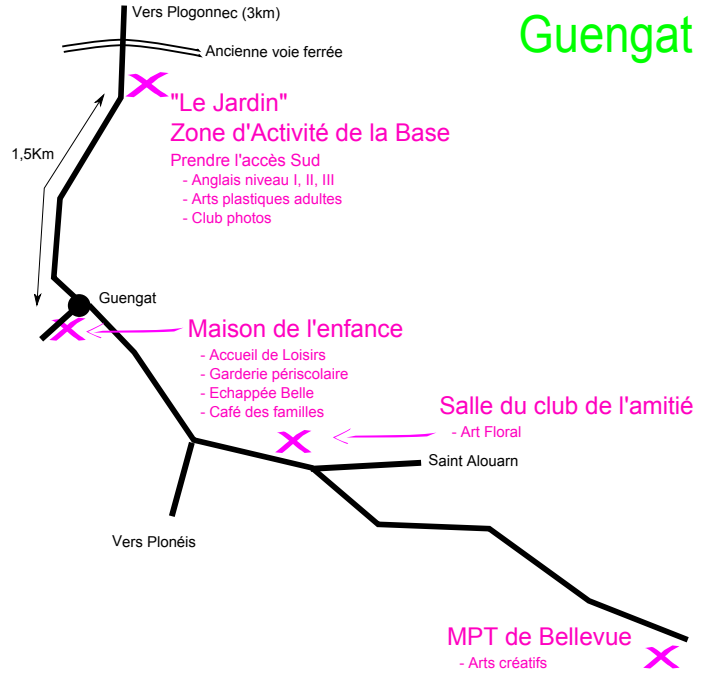 Vers Plogonnec (3km)
Guengat
Ancienne voie ferrée
"Le Jardin"
Zone d'Activité de la Base
Prendre l'accès Sud
- Anglais niveau I, II, III
- Arts plastiques adultes
- Club photos
1,5Km
Guengat
Maison de l'enfance
- Accueil de Loisirs
- Garderie périscolaire
- Echappée Belle
- Café des familles
Salle du club de l'amitié
- Art Floral
Saint Alouarn
Vers Plonéis
MPT de Bellevue
- Arts créatifs